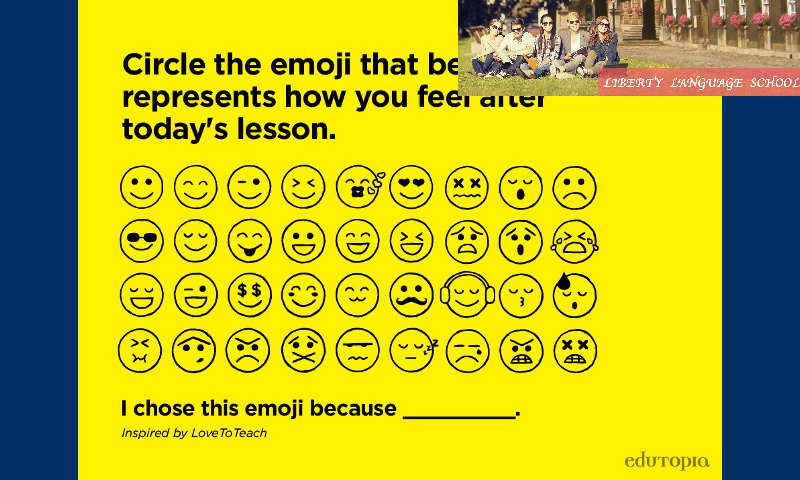 Circle the emoji that be
represents how you feel after
today's lesson.
LIBERTY LANGUAGE SCHOOL
$ $
zzz
I chose this emoji because __________.
Inspired by LoveToTeach
edutopia